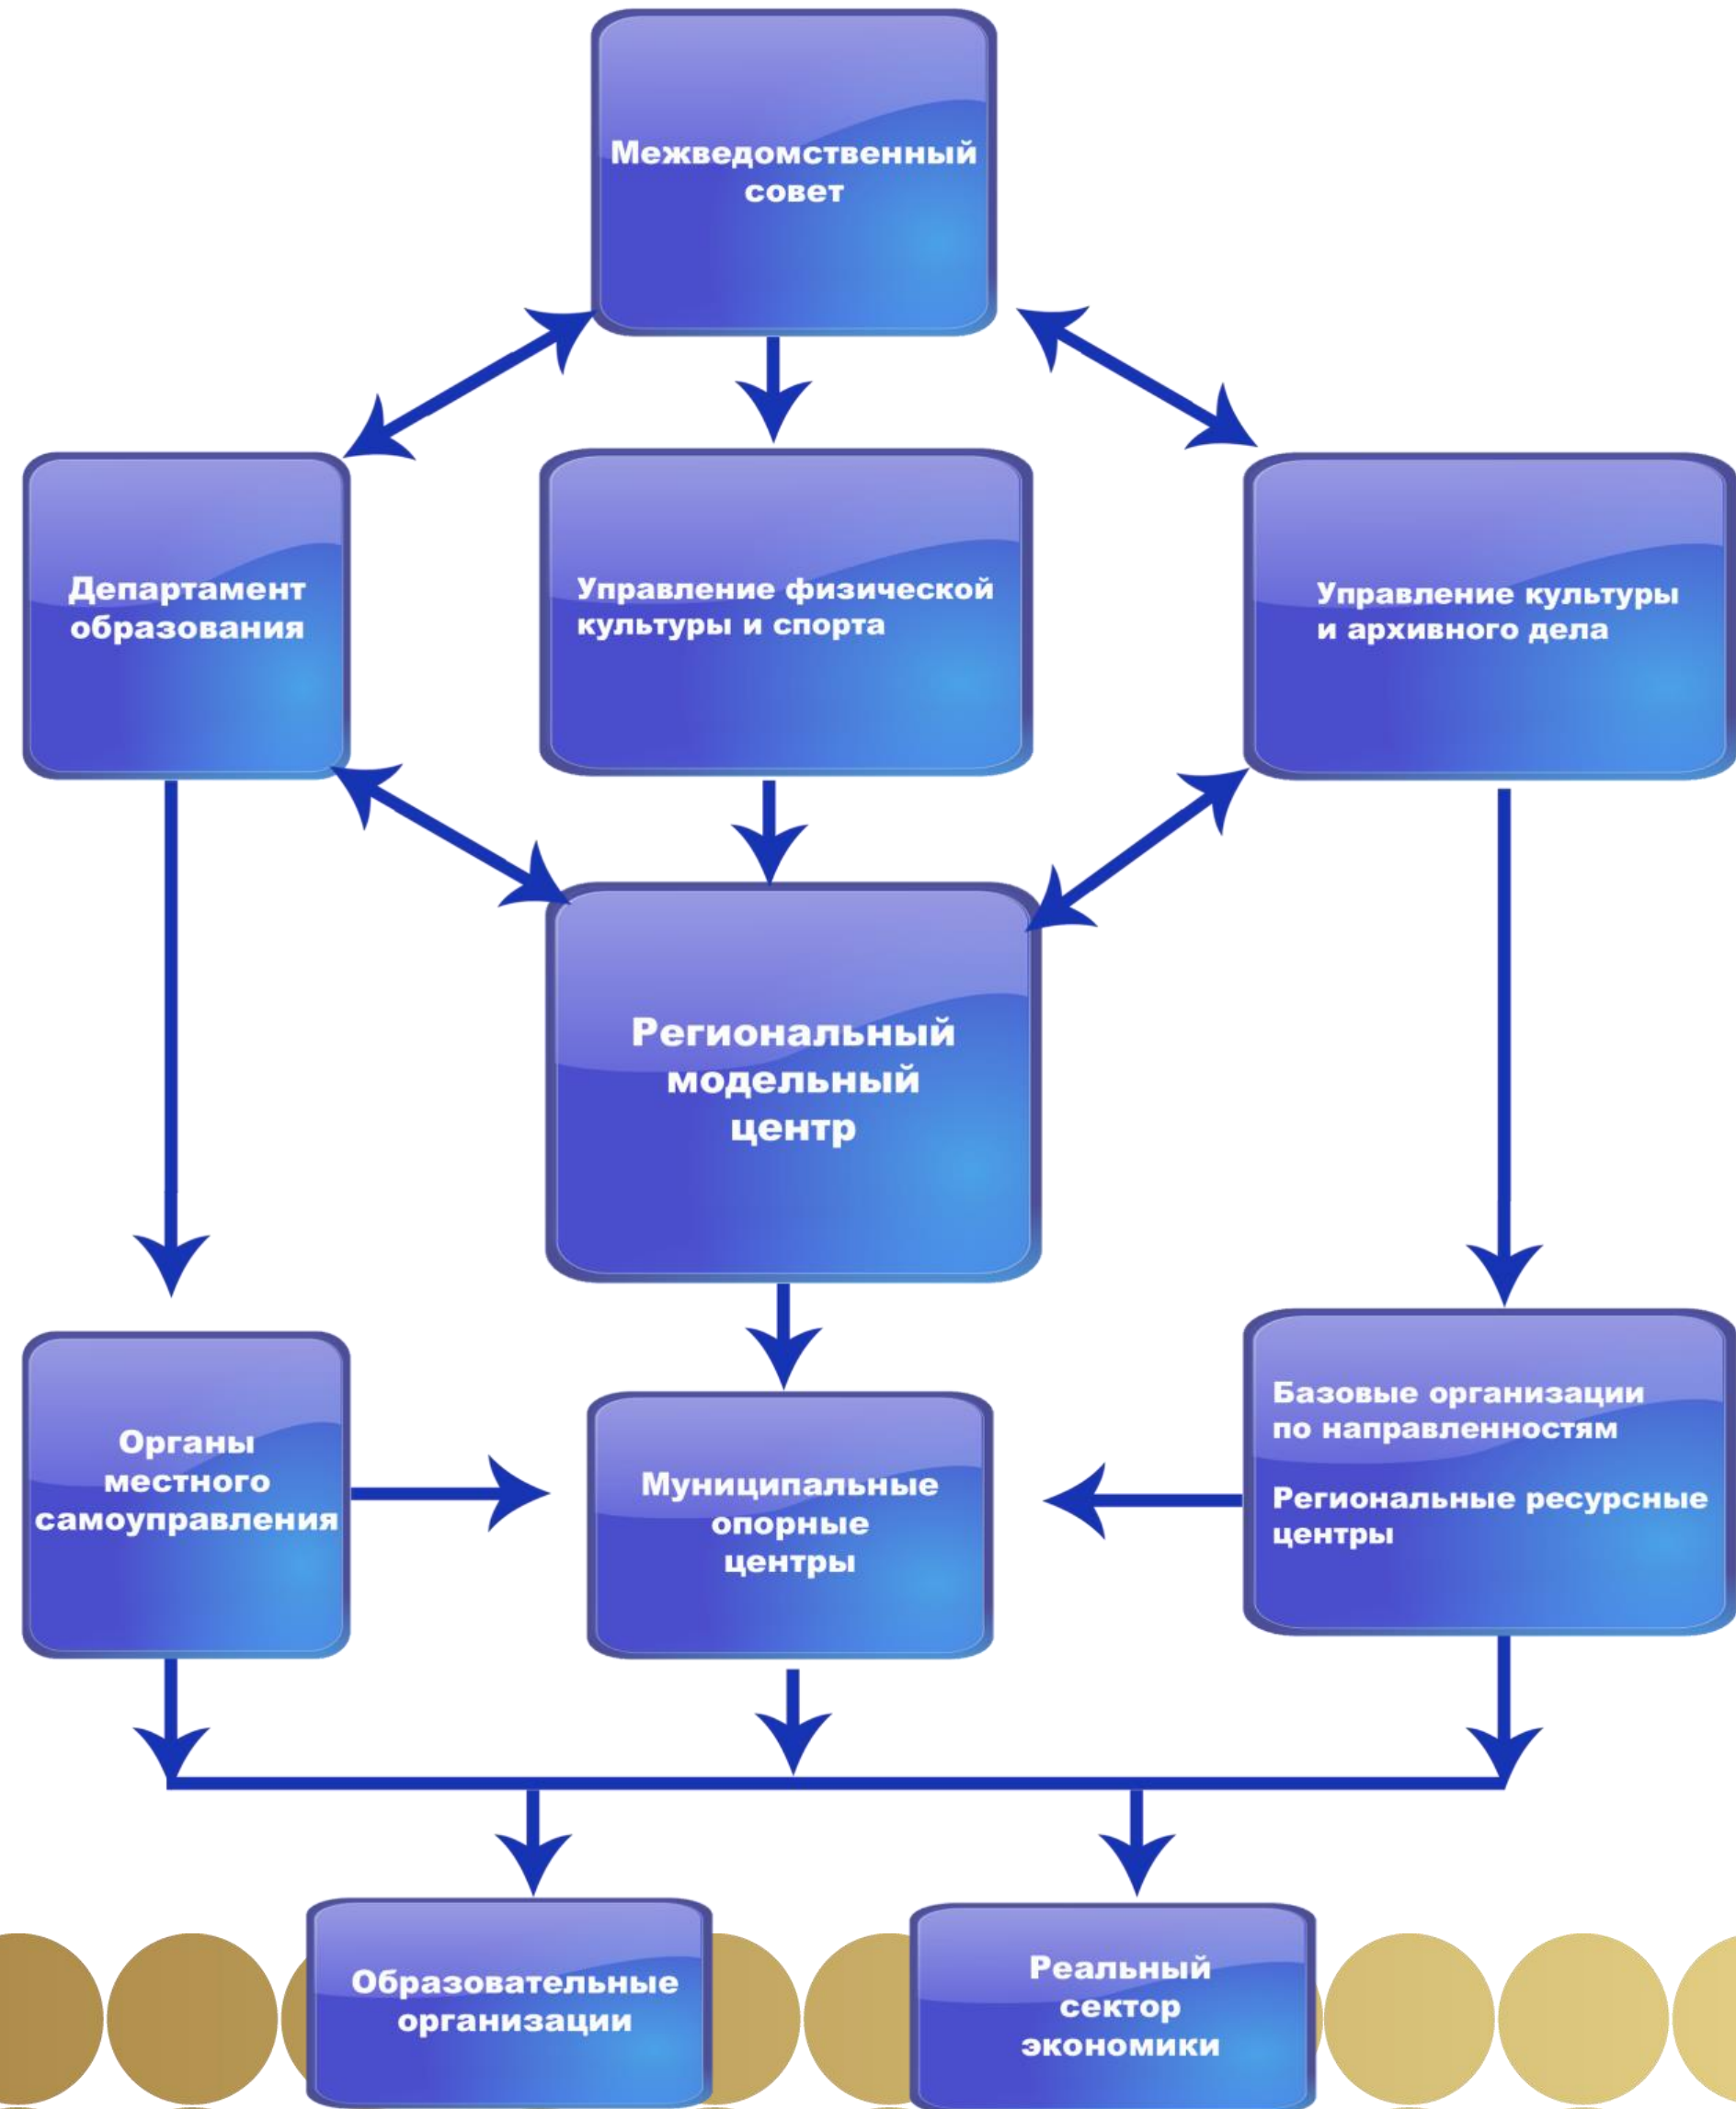 Межведомственный
совет
Департамент
образования
Управление физической
культуры и спорта
Управление культуры
и архивного дела
Региональный
модельный
центр
Органы
местного
самоуправления
Муниципальные
опорные
центры
Базовые организации
по направленностям
Региональные ресурсные
центры
Образовательные
организации
Реальный
сектор
экономики